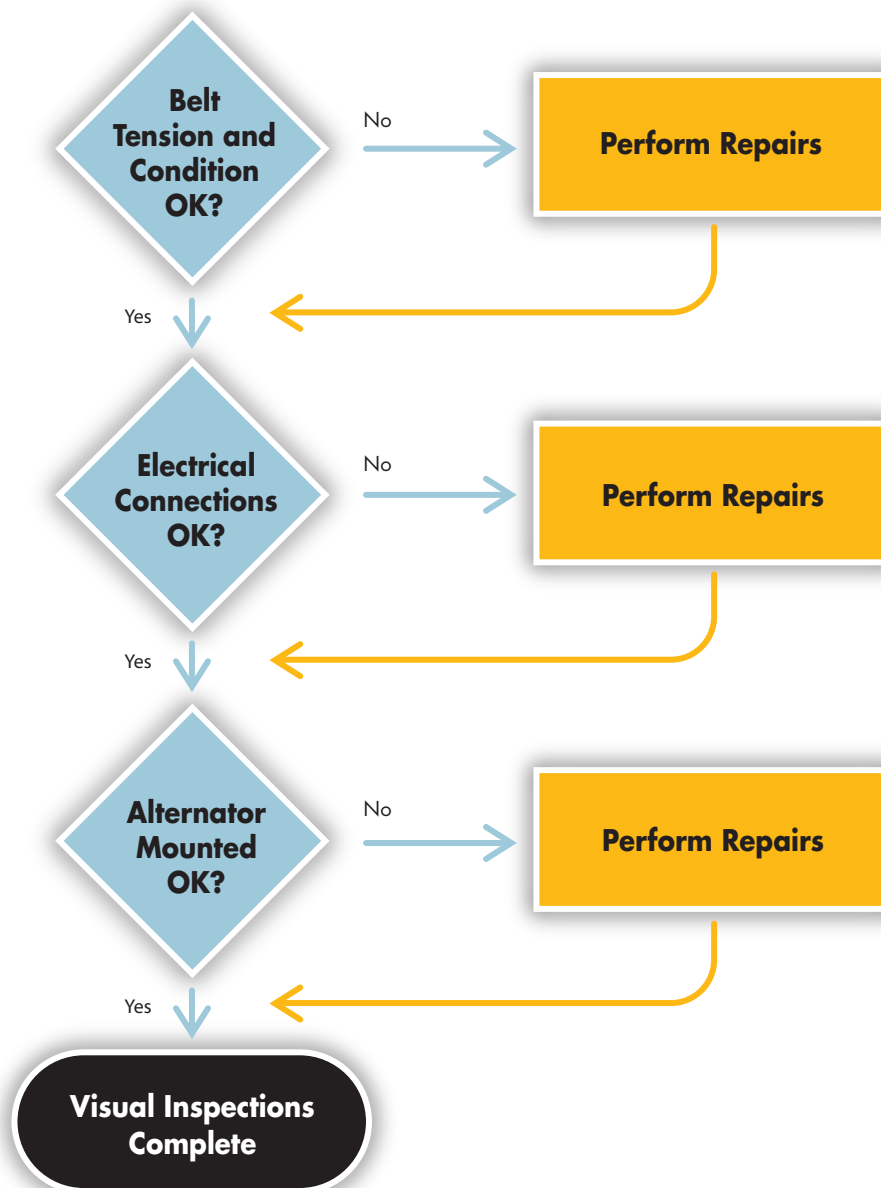 Belt
Tension and
Condition
OK?
No
Perform Repairs
Yes
Electrical
Connections
OK?
No
Perform Repairs
Yes
Alternator
Mounted
OK?
No
Perform Repairs
Yes
Visual Inspections
Complete